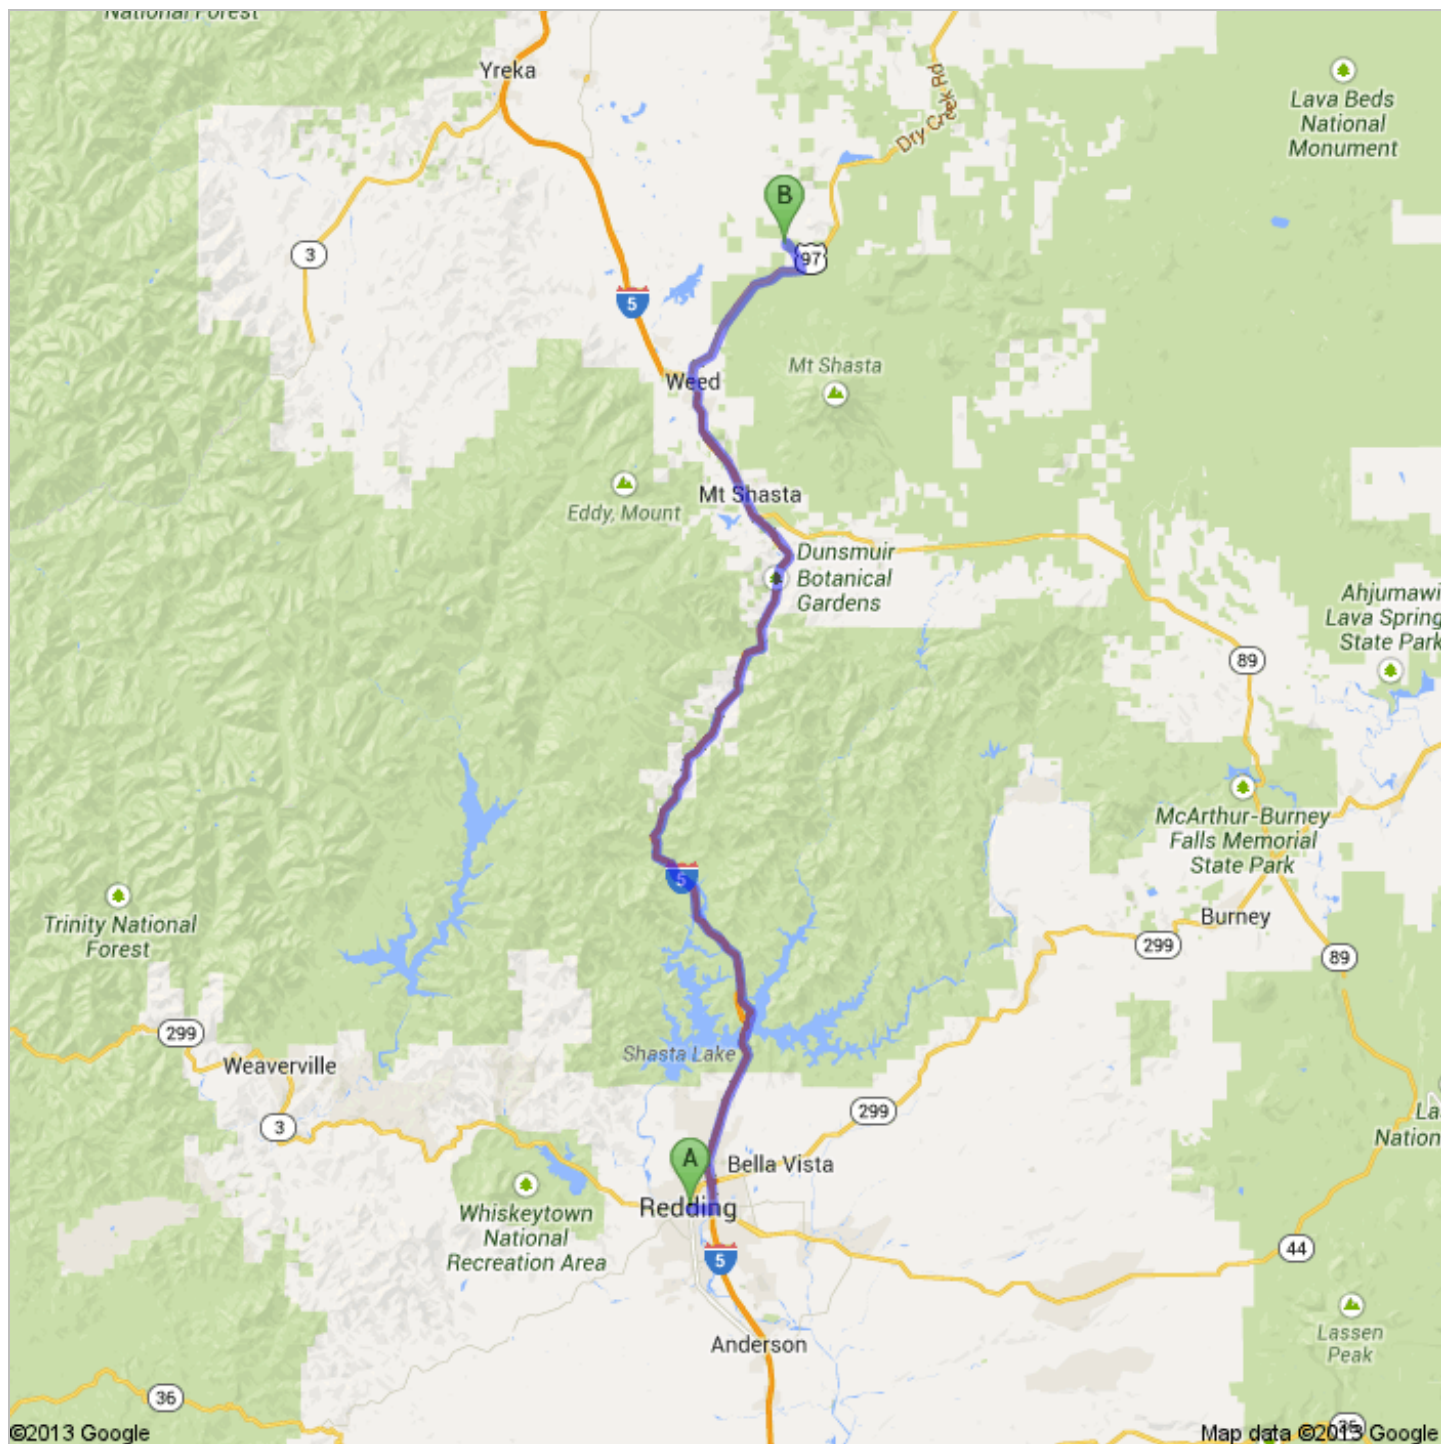 National Forest
Yreka
Dry Creek Rd
Lava Beds
National
Monument
B
3
97
5
Weed
Mt Shasta
Eddy, Mount
Mt Shasta
Dunsmuir
Botanical
Gardens
Ahjumawi
Lava Spring
State Park
89
McArthur-Burney
Falls Memorial
State Park
5
Trinity National
Forest
Burney
299
89
299
Shasta Lake
Weaverville
299
3
La
Nation
A
Bella Vista
Redding
Whiskeytown
National
Recreation Area
44
5
Lassen
Peak
Anderson
36
36
©2013 Google
Map data ©2013 Google